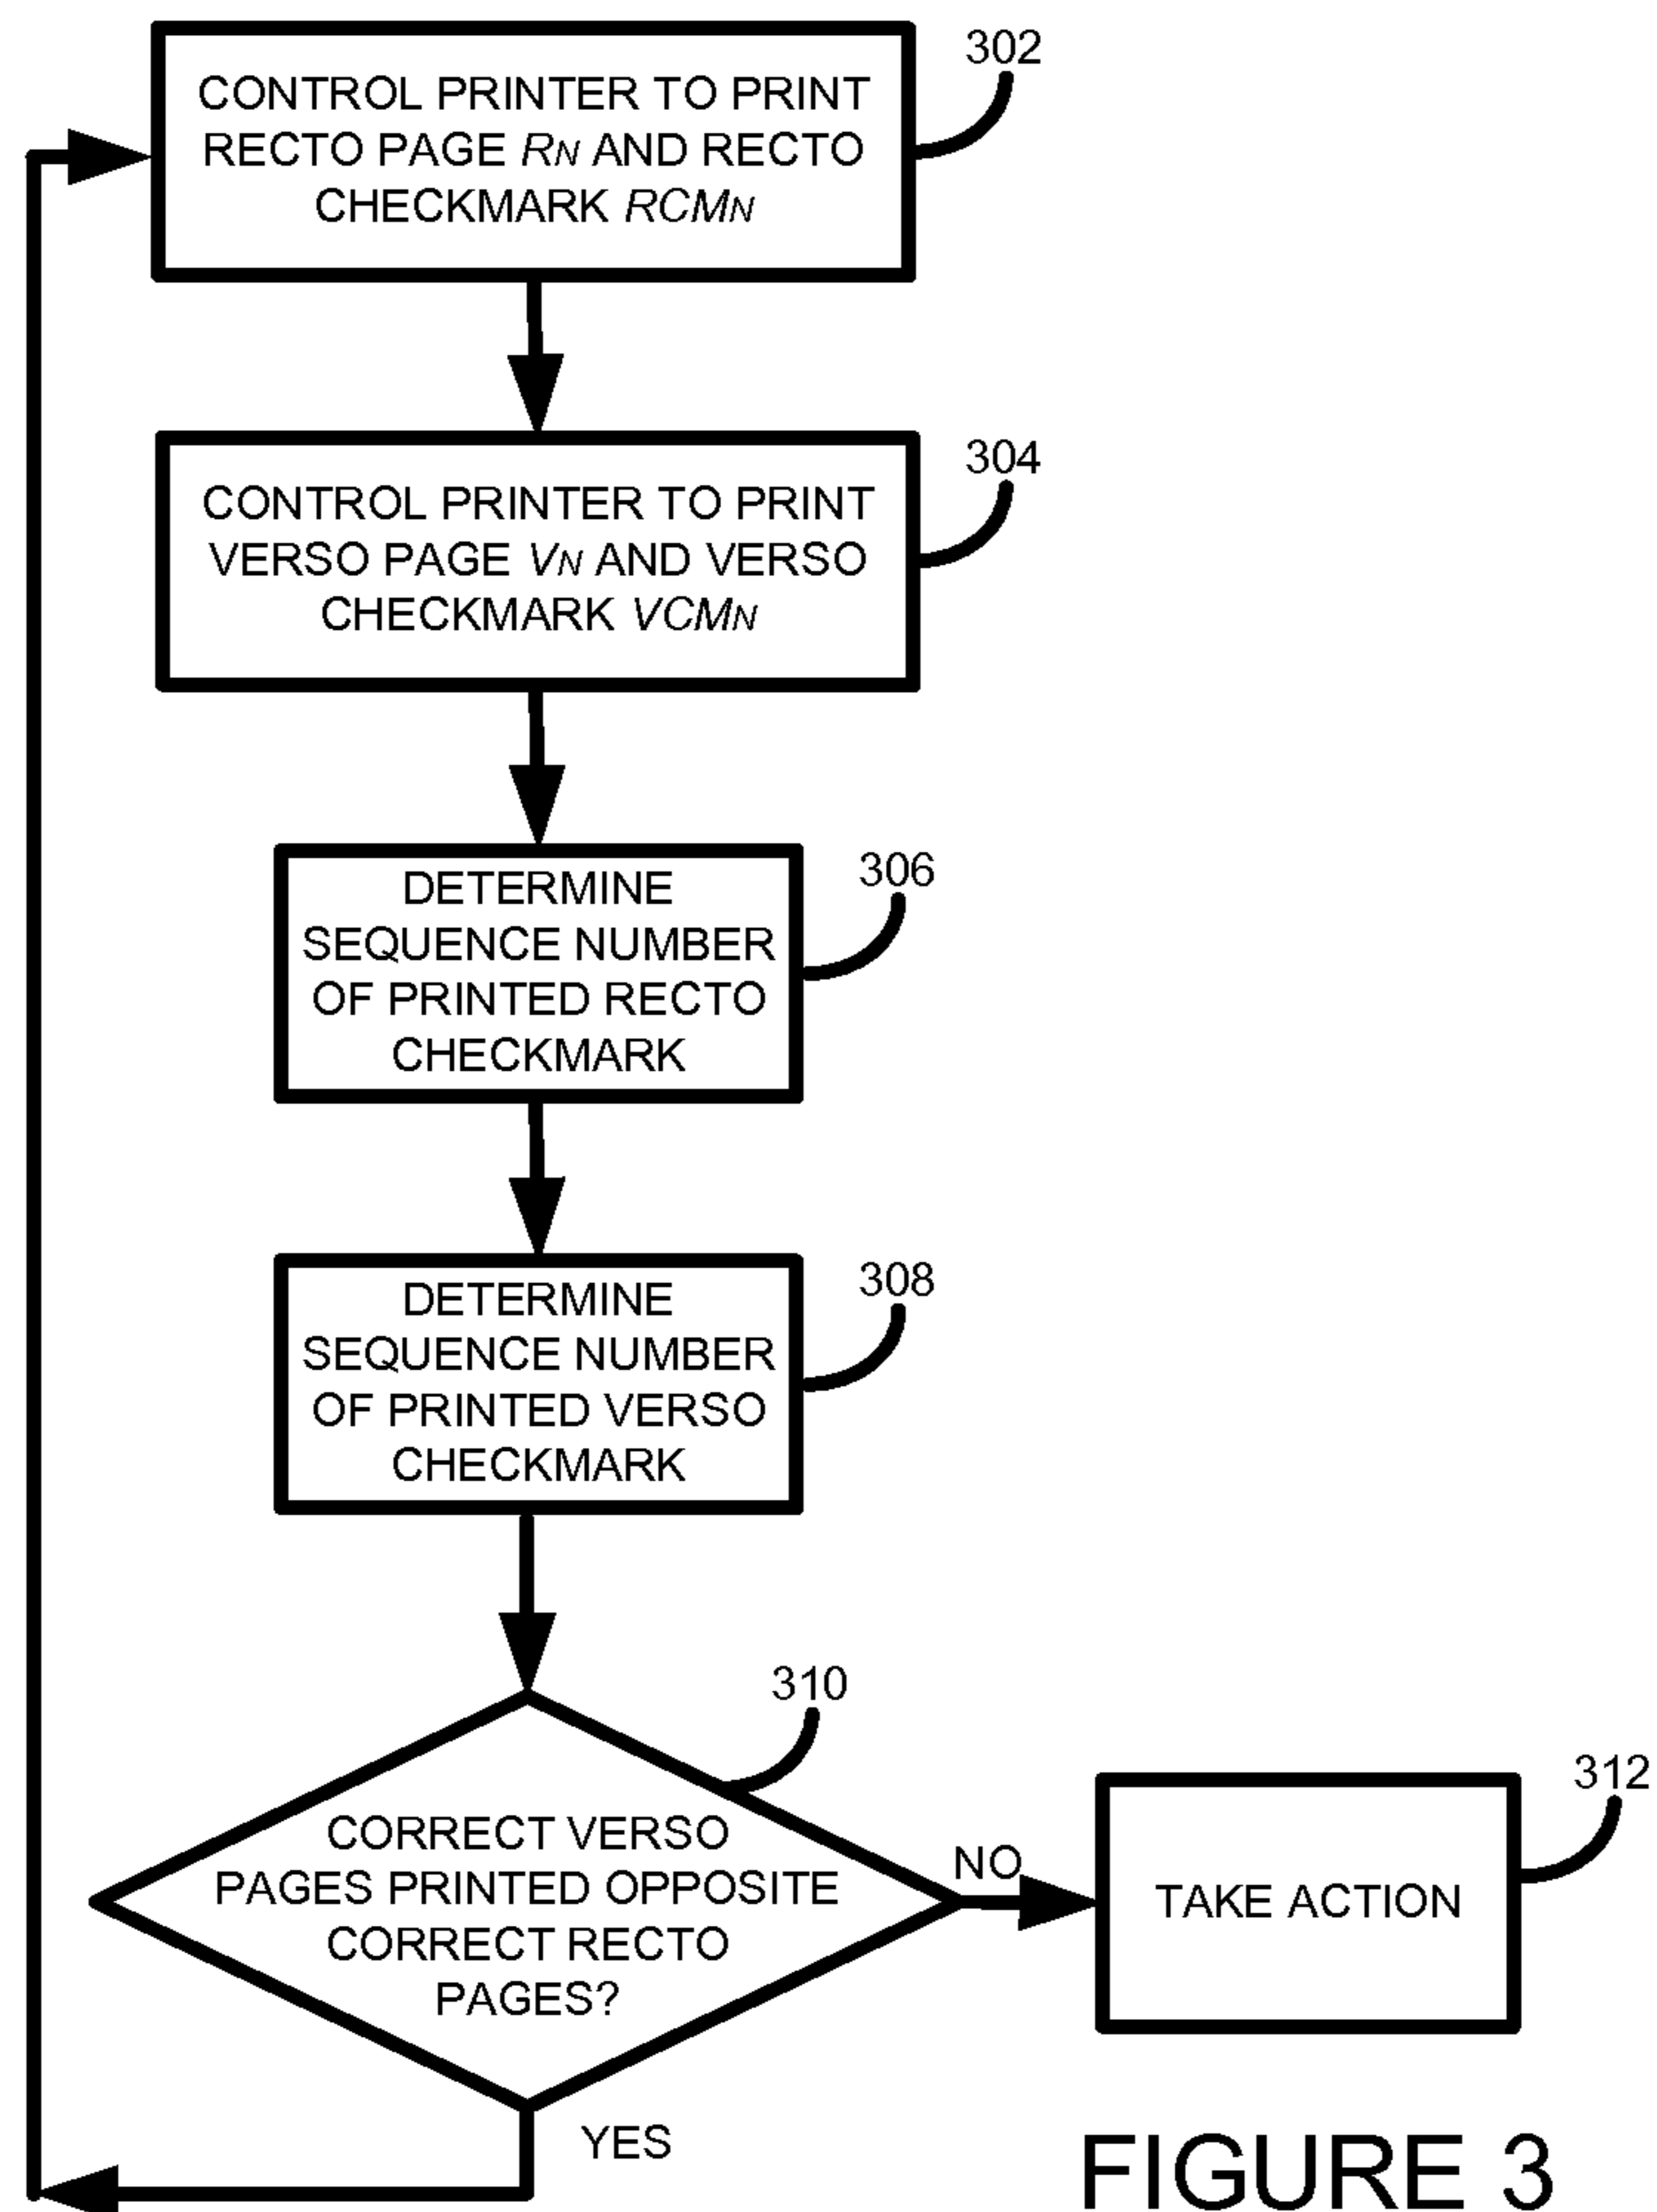 302
CONTROL PRINTER TO PRINT
RECTO PAGE RN AND RECTO
CHECKMARK RCMN
304
CONTROL PRINTER TO PRINT
VERSO PAGE VN AND VERSO
CHECKMARK VCMN
306
DETERMINE
SEQUENCE NUMBER
OF PRINTED RECTO
CHECKMARK
308
DETERMINE
SEQUENCE NUMBER
OF PRINTED VERSO
CHECKMARK
310
CORRECT VERSO
PAGES PRINTED OPPOSITE
CORRECT RECTO
PAGES?
NO
312
TAKE ACTION
YES
FIGURE 3